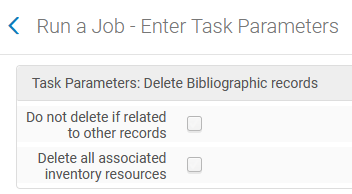 Run a Job - Enter Task Parameters
Task Parameters: Delete Bibliographic records
Do not delete if related
to other records
Delete all associated
inventory resources